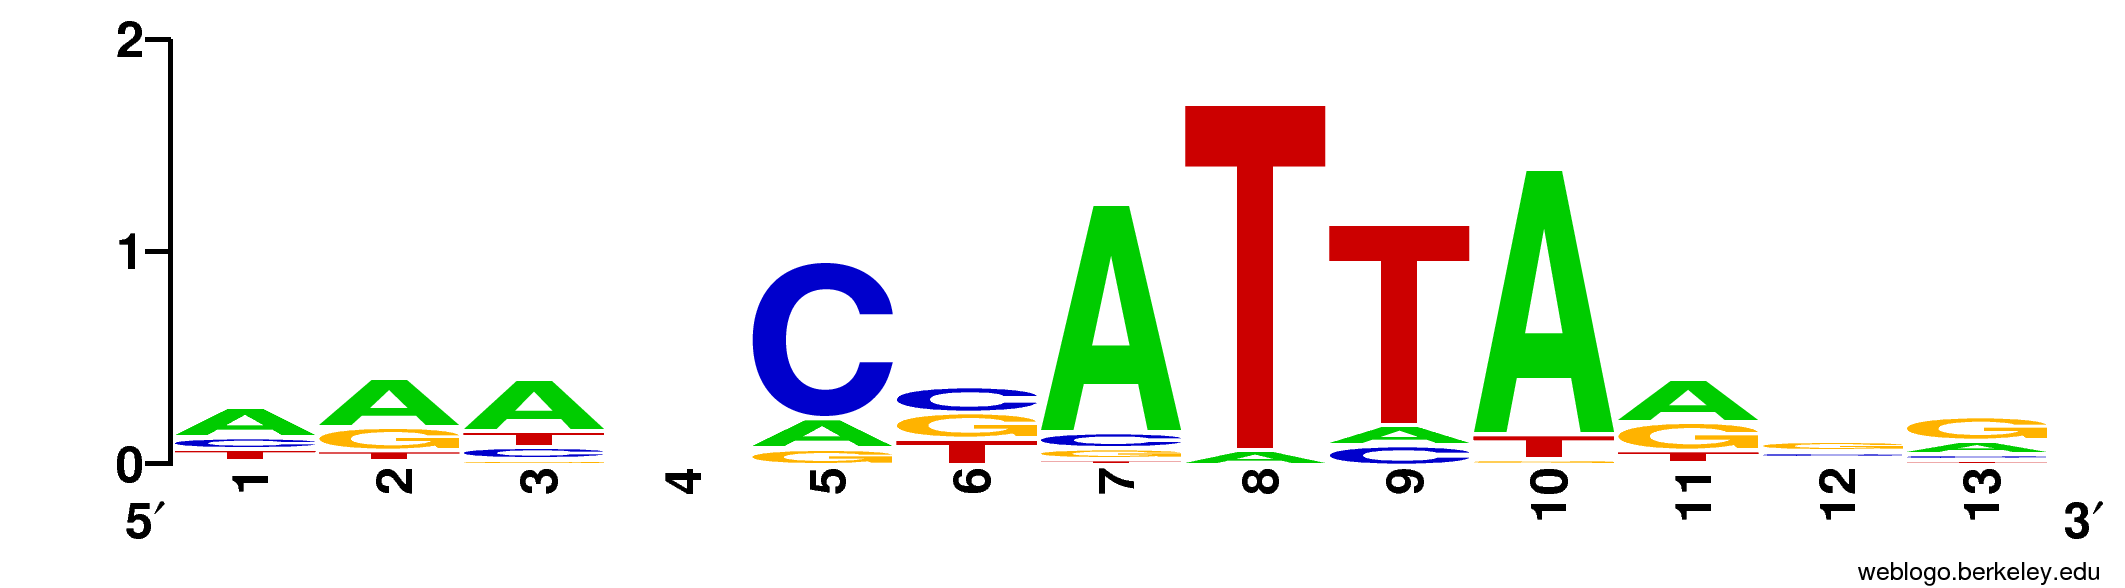 2
1
0
A A A C C A T T A A G G
C G T A G C A A T G C A
T T C G T G C G T C
G T T
1 2 3 4 5 6 7 8 9 10 11 12 13
5′ 3′
weblogo.berkeley.edu